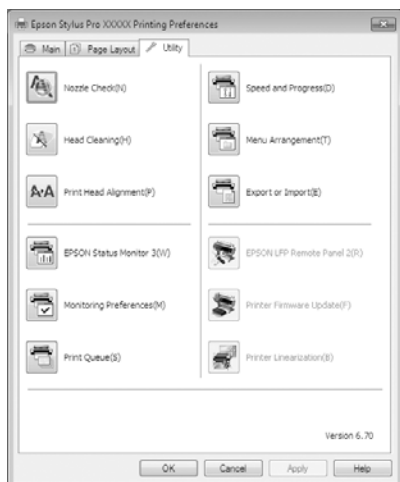 Epson Stylus Pro XXXXX Printing Preferences
Main
Page Layout
Utility
Nozzle Check(N)
Speed and Progress(D)
Head Cleaning(H)
Menu Arrangement(T)
Print Head Alignment(P)
Export or Import(E)
EPSON Status Monitor 3(W)
EPSON LFP Remote Panel 2(R)
Monitoring Preferences(M)
Printer Firmware Update(F)
Print Queue(S)
Printer Linearization(B)
Version 6.70
OK
Cancel
Apply
Help